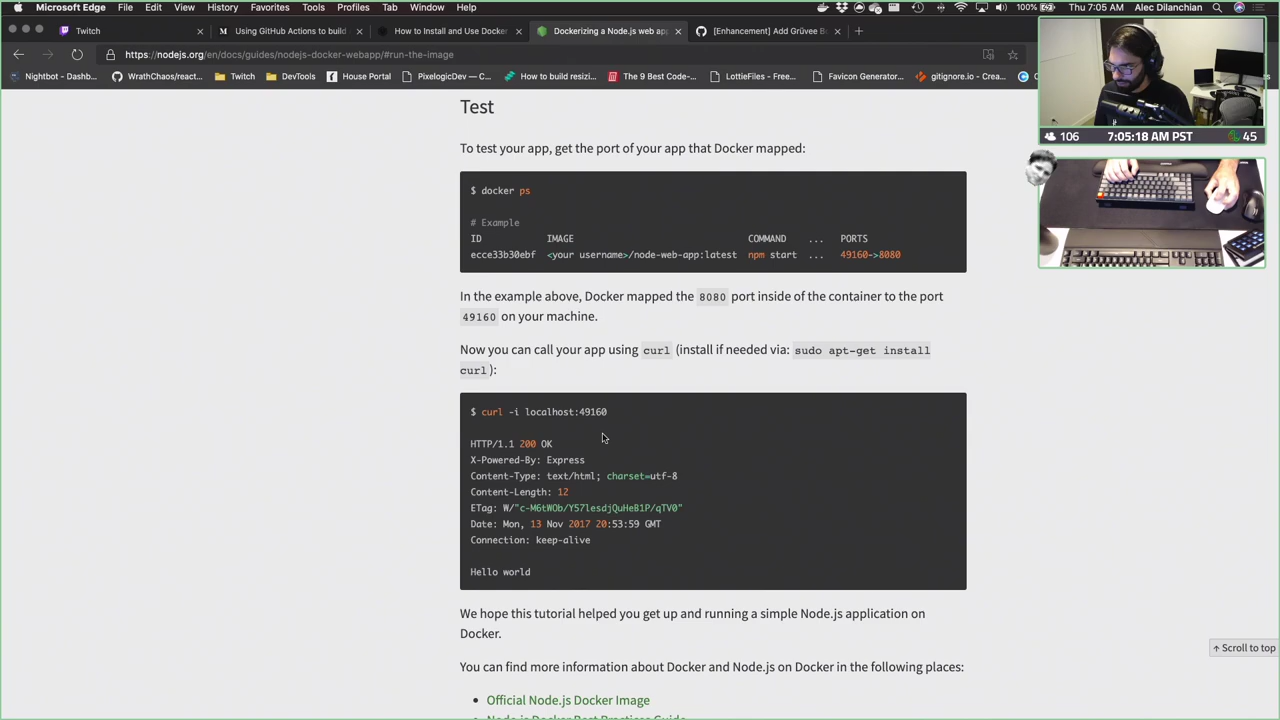 Microsoft Edge File Edit View History Favorites Tools Profiles Tab Window Help 100% Thu 7:05 AM Alec Dilanchian
Twitch × Using GitHub Actions to build × How to Install and Use Docker × Dockerizing a Node.js web app × [Enhancement] Add Grüvee Ba × +
https://nodejs.org/en/docs/guides/nodejs-docker-webapp/#run-the-image
Nightbot - Dashb... WrathChaos/react... Twitch DevTools House Portal PixelogicDev — C... How to build resizi... The 9 Best Code-... LottieFiles - Free... Favicon Generator... gitignore.io - Crea...
106 7:05:18 AM PST 45
Test
To test your app, get the port of your app that Docker mapped:
$ docker ps
# Example
ID IMAGE COMMAND ... PORTS
ecce33b30ebf <your username>/node-web-app:latest npm start ... 49160->8080
In the example above, Docker mapped the 8080 port inside of the container to the port
49160 on your machine.
Now you can call your app using curl (install if needed via: sudo apt-get install
curl):
$ curl -i localhost:49160
HTTP/1.1 200 OK
X-Powered-By: Express
Content-Type: text/html; charset=utf-8
Content-Length: 12
ETag: W/"c-M6tWOb/Y57lesdjQuHeB1P/qTV0"
Date: Mon, 13 Nov 2017 20:53:59 GMT
Connection: keep-alive
Hello world
We hope this tutorial helped you get up and running a simple Node.js application on
Docker.
You can find more information about Docker and Node.js on Docker in the following places:
↑ Scroll to top
• Official Node.js Docker Image
• Node.js Docker Best Practices Guide